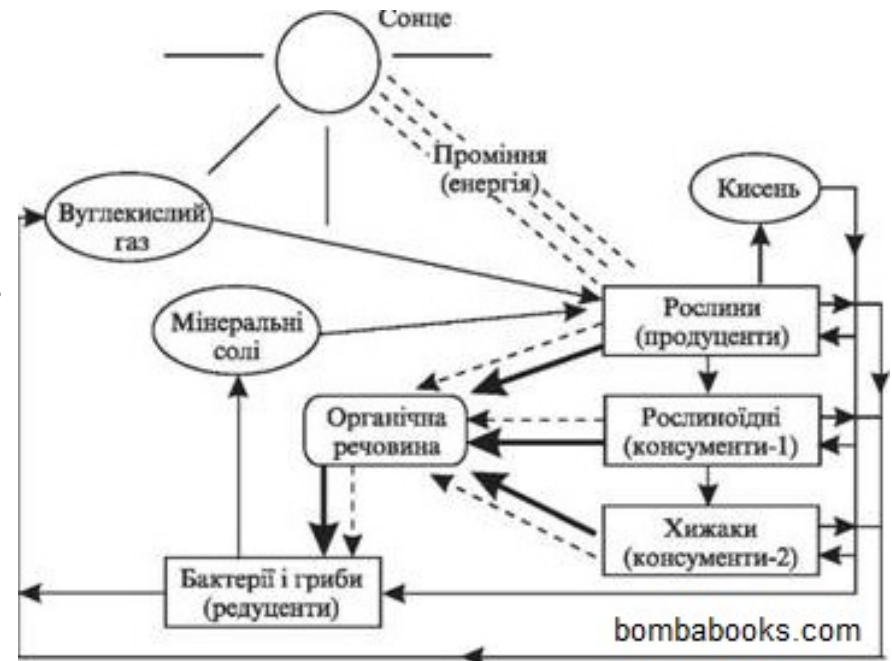 Сонце
Проміння
(енергія)
Кисень
Вуглекислий
газ
Мінеральні
солі
Рослини
(продуценти)
Органічна
речовина
Рослиноїдні
(консументи-1)
Хижаки
(консументи-2)
Бактерії і гриби
(редуценти)
bombabooks.com